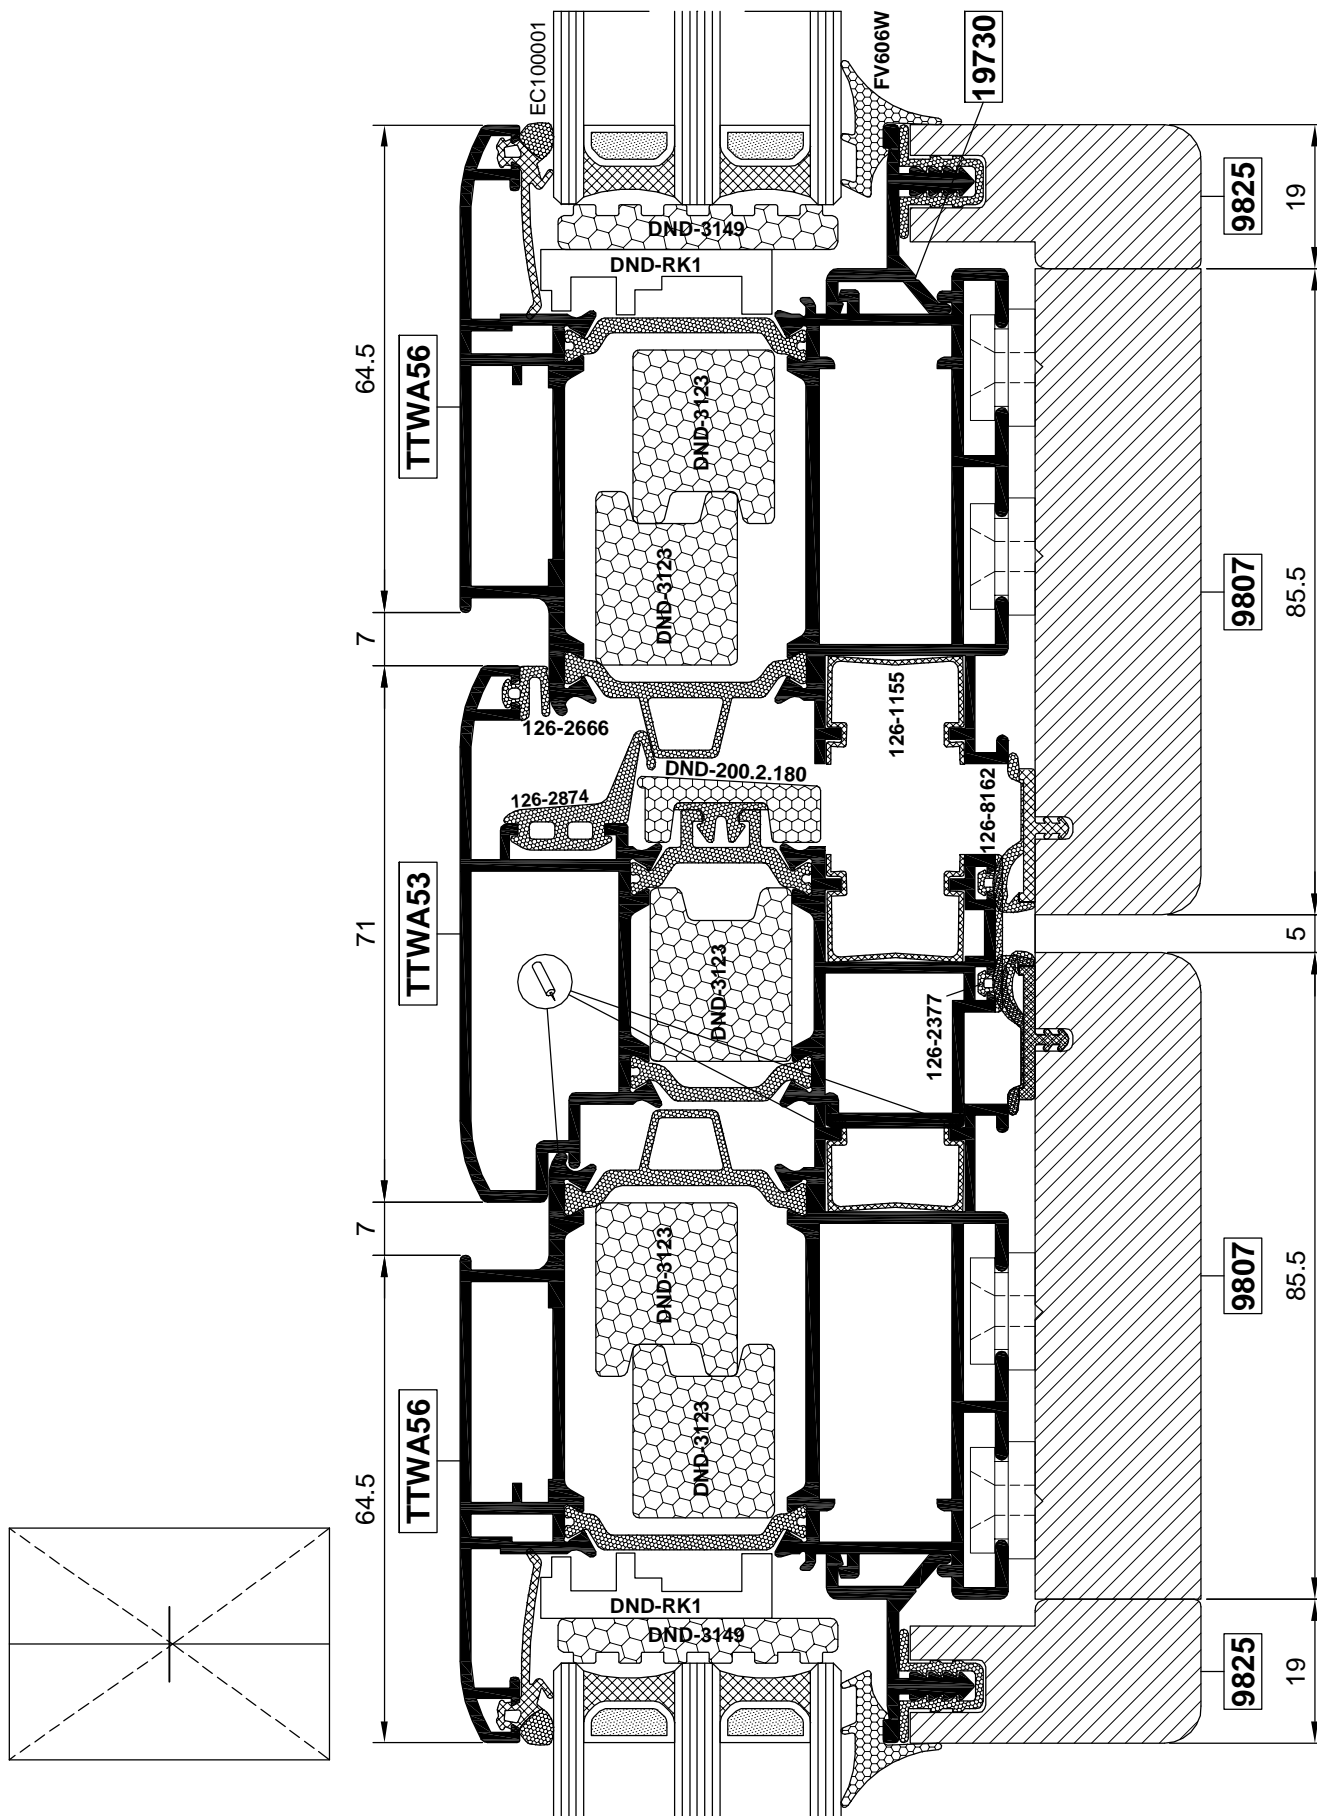 EC100001
FV606W
19730
DND-3149
DND-RK1
9825
19
64.5
TTWA56
DND-3123
DND-3123
9807
85.5
7
126-2666
126-1155
DND-200.2.180
126-2874
126-8162
71
TTWA53
DND-3123
5
126-2377
7
DND-3123
9807
85.5
64.5
TTWA56
DND-3123
DND-RK1
DND-3149
9825
19